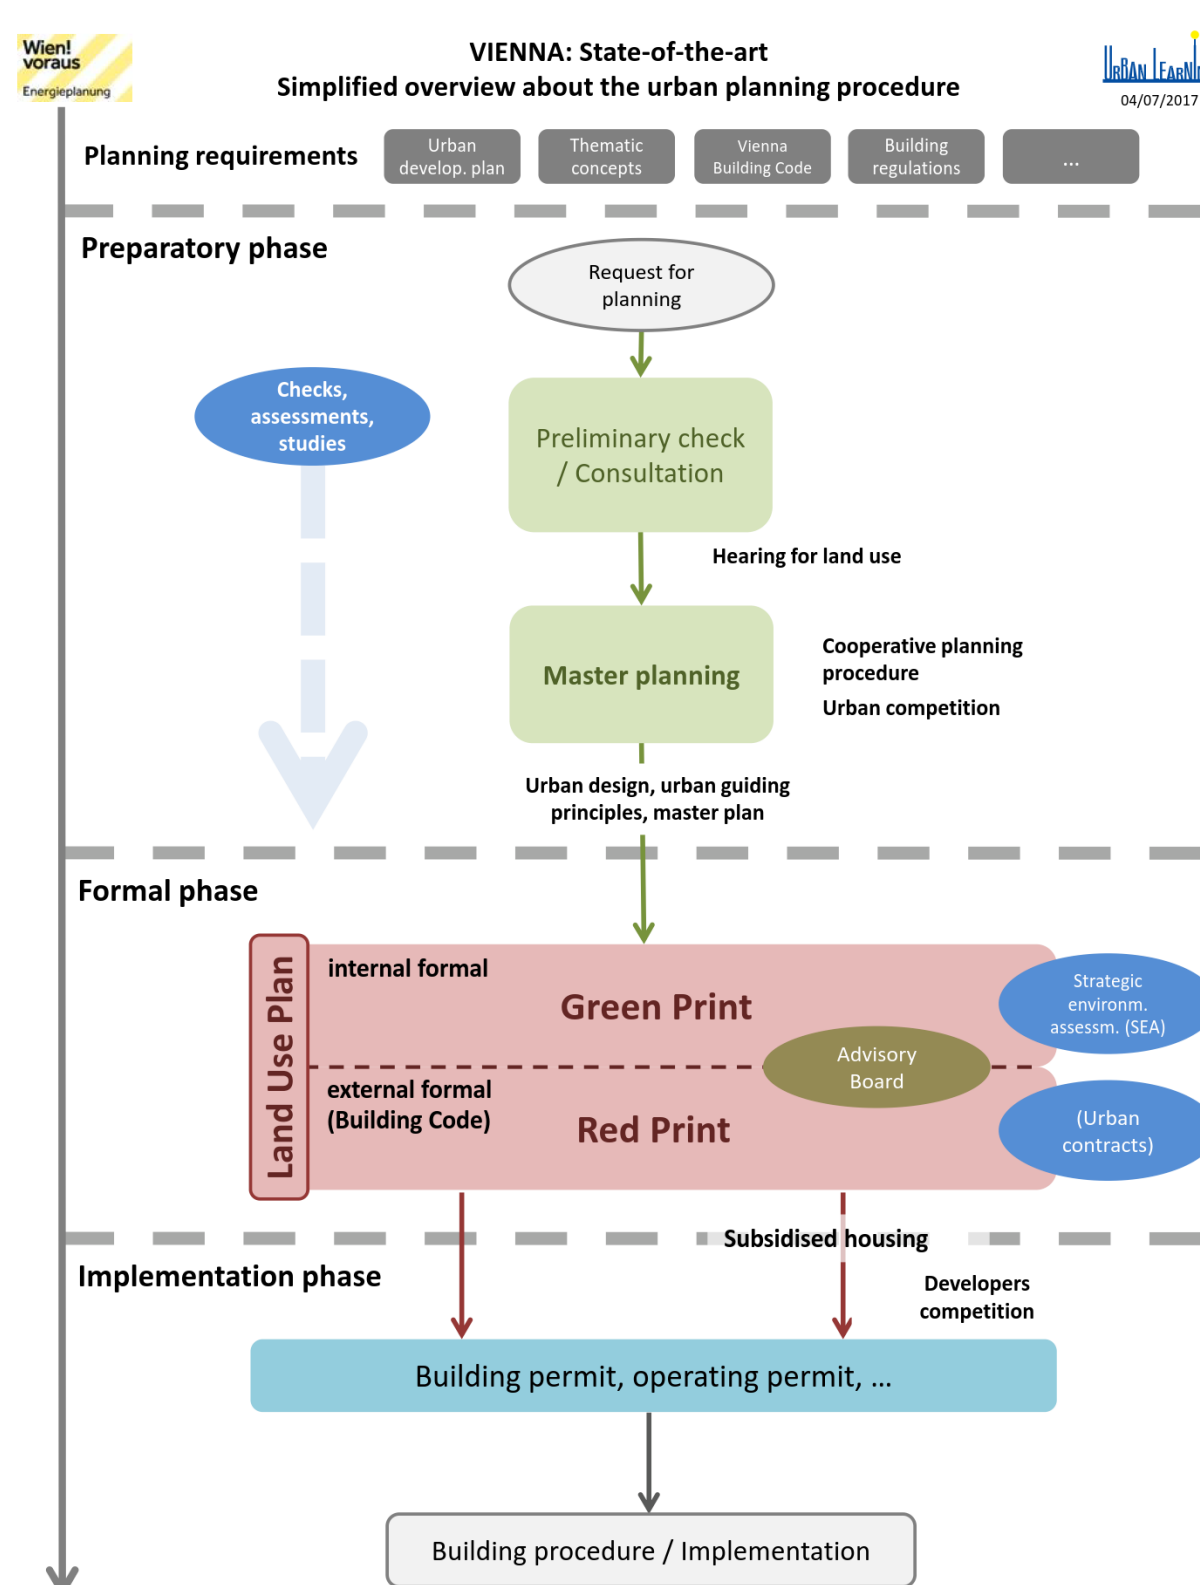 Wien!
voraus
Energieplanung
VIENNA: State-of-the-art
Simplified overview about the urban planning procedure
04/07/2017
Planning requirements
Urban
develop. plan
Thematic
concepts
Vienna
Building Code
Building
regulations
...
Preparatory phase
Request for
planning
Checks,
assessments,
studies
Preliminary check
/ Consultation
Hearing for land use
Master planning
Cooperative planning
procedure
Urban competition
Urban design, urban guiding
principles, master plan
Formal phase
Land Use Plan
internal formal
Green Print
Strategic
environm.
assessm. (SEA)
Advisory
Board
external formal
(Building Code)
Red Print
(Urban
contracts)
Subsidised housing
Implementation phase
Developers
competition
Building permit, operating permit, ...
Building procedure / Implementation